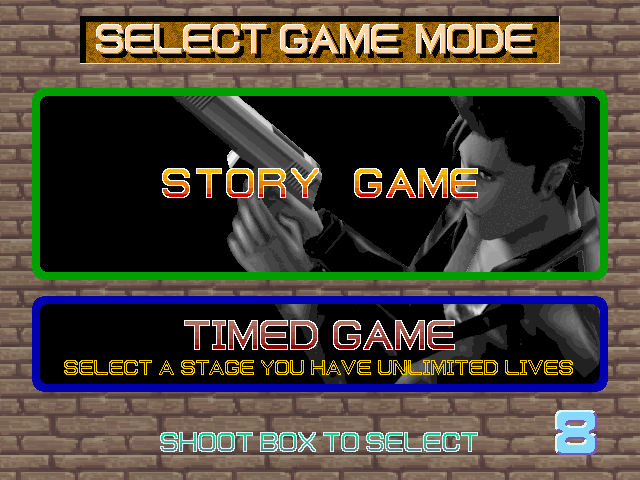 SELECT GAME MODE
STORY GAME
TIMED GAME
SELECT A STAGE YOU HAVE UNLIMITED LIVES
SHOOT BOX TO SELECT
8